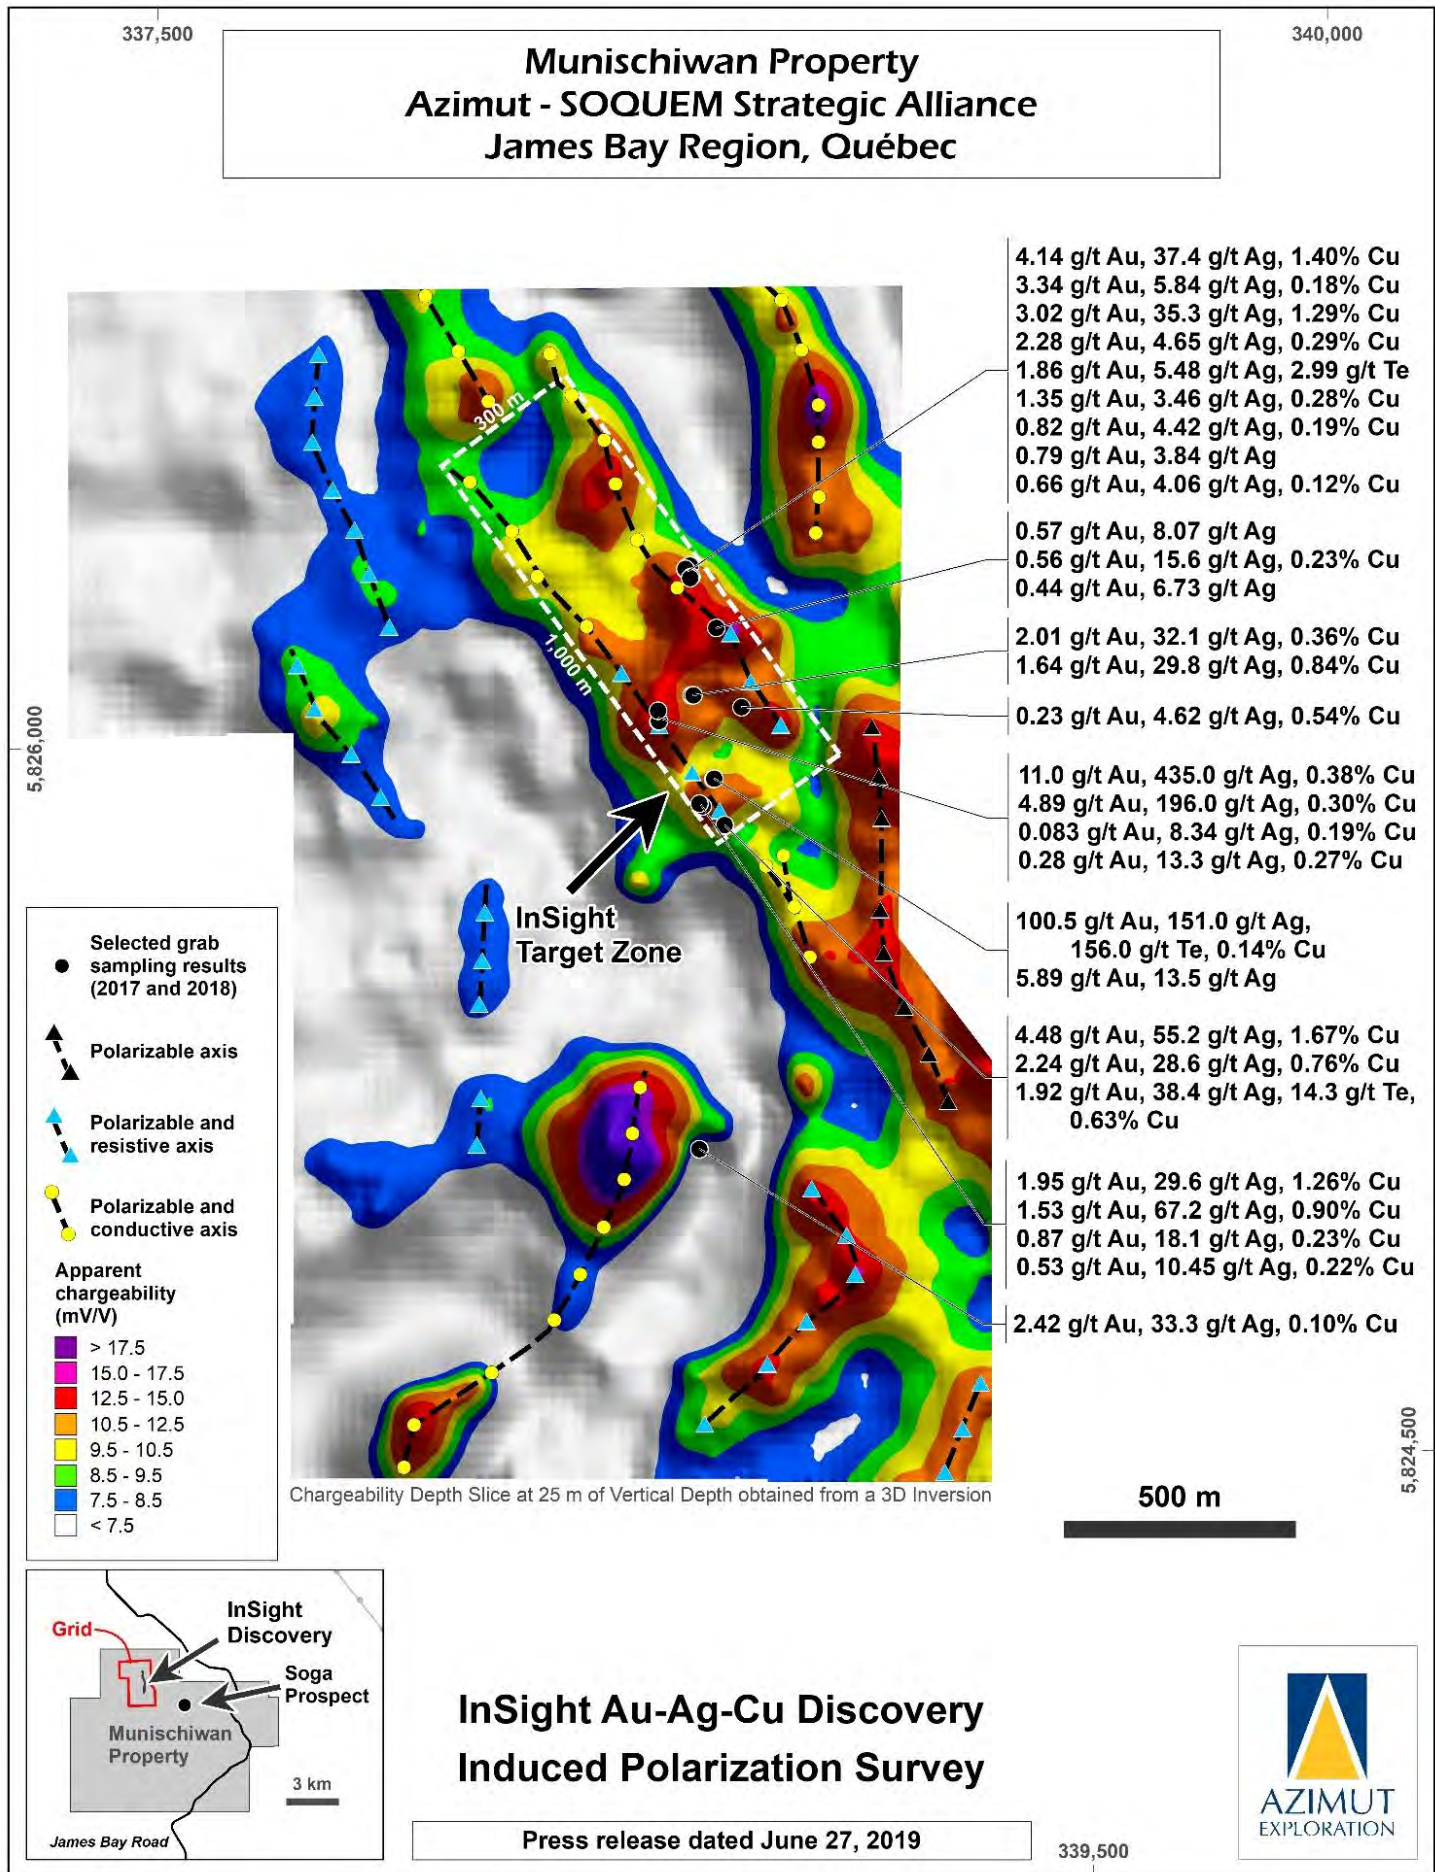 337,500
340,000
Munischiwan Property
Azimut - SOQUEM Strategic Alliance
James Bay Region, Québec
4.14 g/t Au, 37.4 g/t Ag, 1.40% Cu
3.34 g/t Au, 5.84 g/t Ag, 0.18% Cu
3.02 g/t Au, 35.3 g/t Ag, 1.29% Cu
2.28 g/t Au, 4.65 g/t Ag, 0.29% Cu
1.86 g/t Au, 5.48 g/t Ag, 2.99 g/t Te
1.35 g/t Au, 3.46 g/t Ag, 0.28% Cu
0.82 g/t Au, 4.42 g/t Ag, 0.19% Cu
0.79 g/t Au, 3.84 g/t Ag
0.66 g/t Au, 4.06 g/t Ag, 0.12% Cu
0.57 g/t Au, 8.07 g/t Ag
0.56 g/t Au, 15.6 g/t Ag, 0.23% Cu
0.44 g/t Au, 6.73 g/t Ag
2.01 g/t Au, 32.1 g/t Ag, 0.36% Cu
1.64 g/t Au, 29.8 g/t Ag, 0.84% Cu
0.23 g/t Au, 4.62 g/t Ag, 0.54% Cu
11.0 g/t Au, 435.0 g/t Ag, 0.38% Cu
4.89 g/t Au, 196.0 g/t Ag, 0.30% Cu
0.083 g/t Au, 8.34 g/t Ag, 0.19% Cu
0.28 g/t Au, 13.3 g/t Ag, 0.27% Cu
100.5 g/t Au, 151.0 g/t Ag,
156.0 g/t Te, 0.14% Cu
5.89 g/t Au, 13.5 g/t Ag
4.48 g/t Au, 55.2 g/t Ag, 1.67% Cu
2.24 g/t Au, 28.6 g/t Ag, 0.76% Cu
1.92 g/t Au, 38.4 g/t Ag, 14.3 g/t Te,
0.63% Cu
1.95 g/t Au, 29.6 g/t Ag, 1.26% Cu
1.53 g/t Au, 67.2 g/t Ag, 0.90% Cu
0.87 g/t Au, 18.1 g/t Ag, 0.23% Cu
0.53 g/t Au, 10.45 g/t Ag, 0.22% Cu
2.42 g/t Au, 33.3 g/t Ag, 0.10% Cu
300 m
1,000 m
5,826,000
InSight
Target Zone
Selected grab
sampling results
(2017 and 2018)
Polarizable axis
Polarizable and
resistive axis
Polarizable and
conductive axis
Apparent
chargeability
(mV/V)
> 17.5
15.0 - 17.5
12.5 - 15.0
10.5 - 12.5
9.5 - 10.5
8.5 - 9.5
7.5 - 8.5
< 7.5
Chargeability Depth Slice at 25 m of Vertical Depth obtained from a 3D Inversion
500 m
5,824,500
Grid
InSight
Discovery
Soga
Prospect
Munischiwan
Property
3 km
James Bay Road
InSight Au-Ag-Cu Discovery
Induced Polarization Survey
Press release dated June 27, 2019
339,500
AZIMUT
EXPLORATION